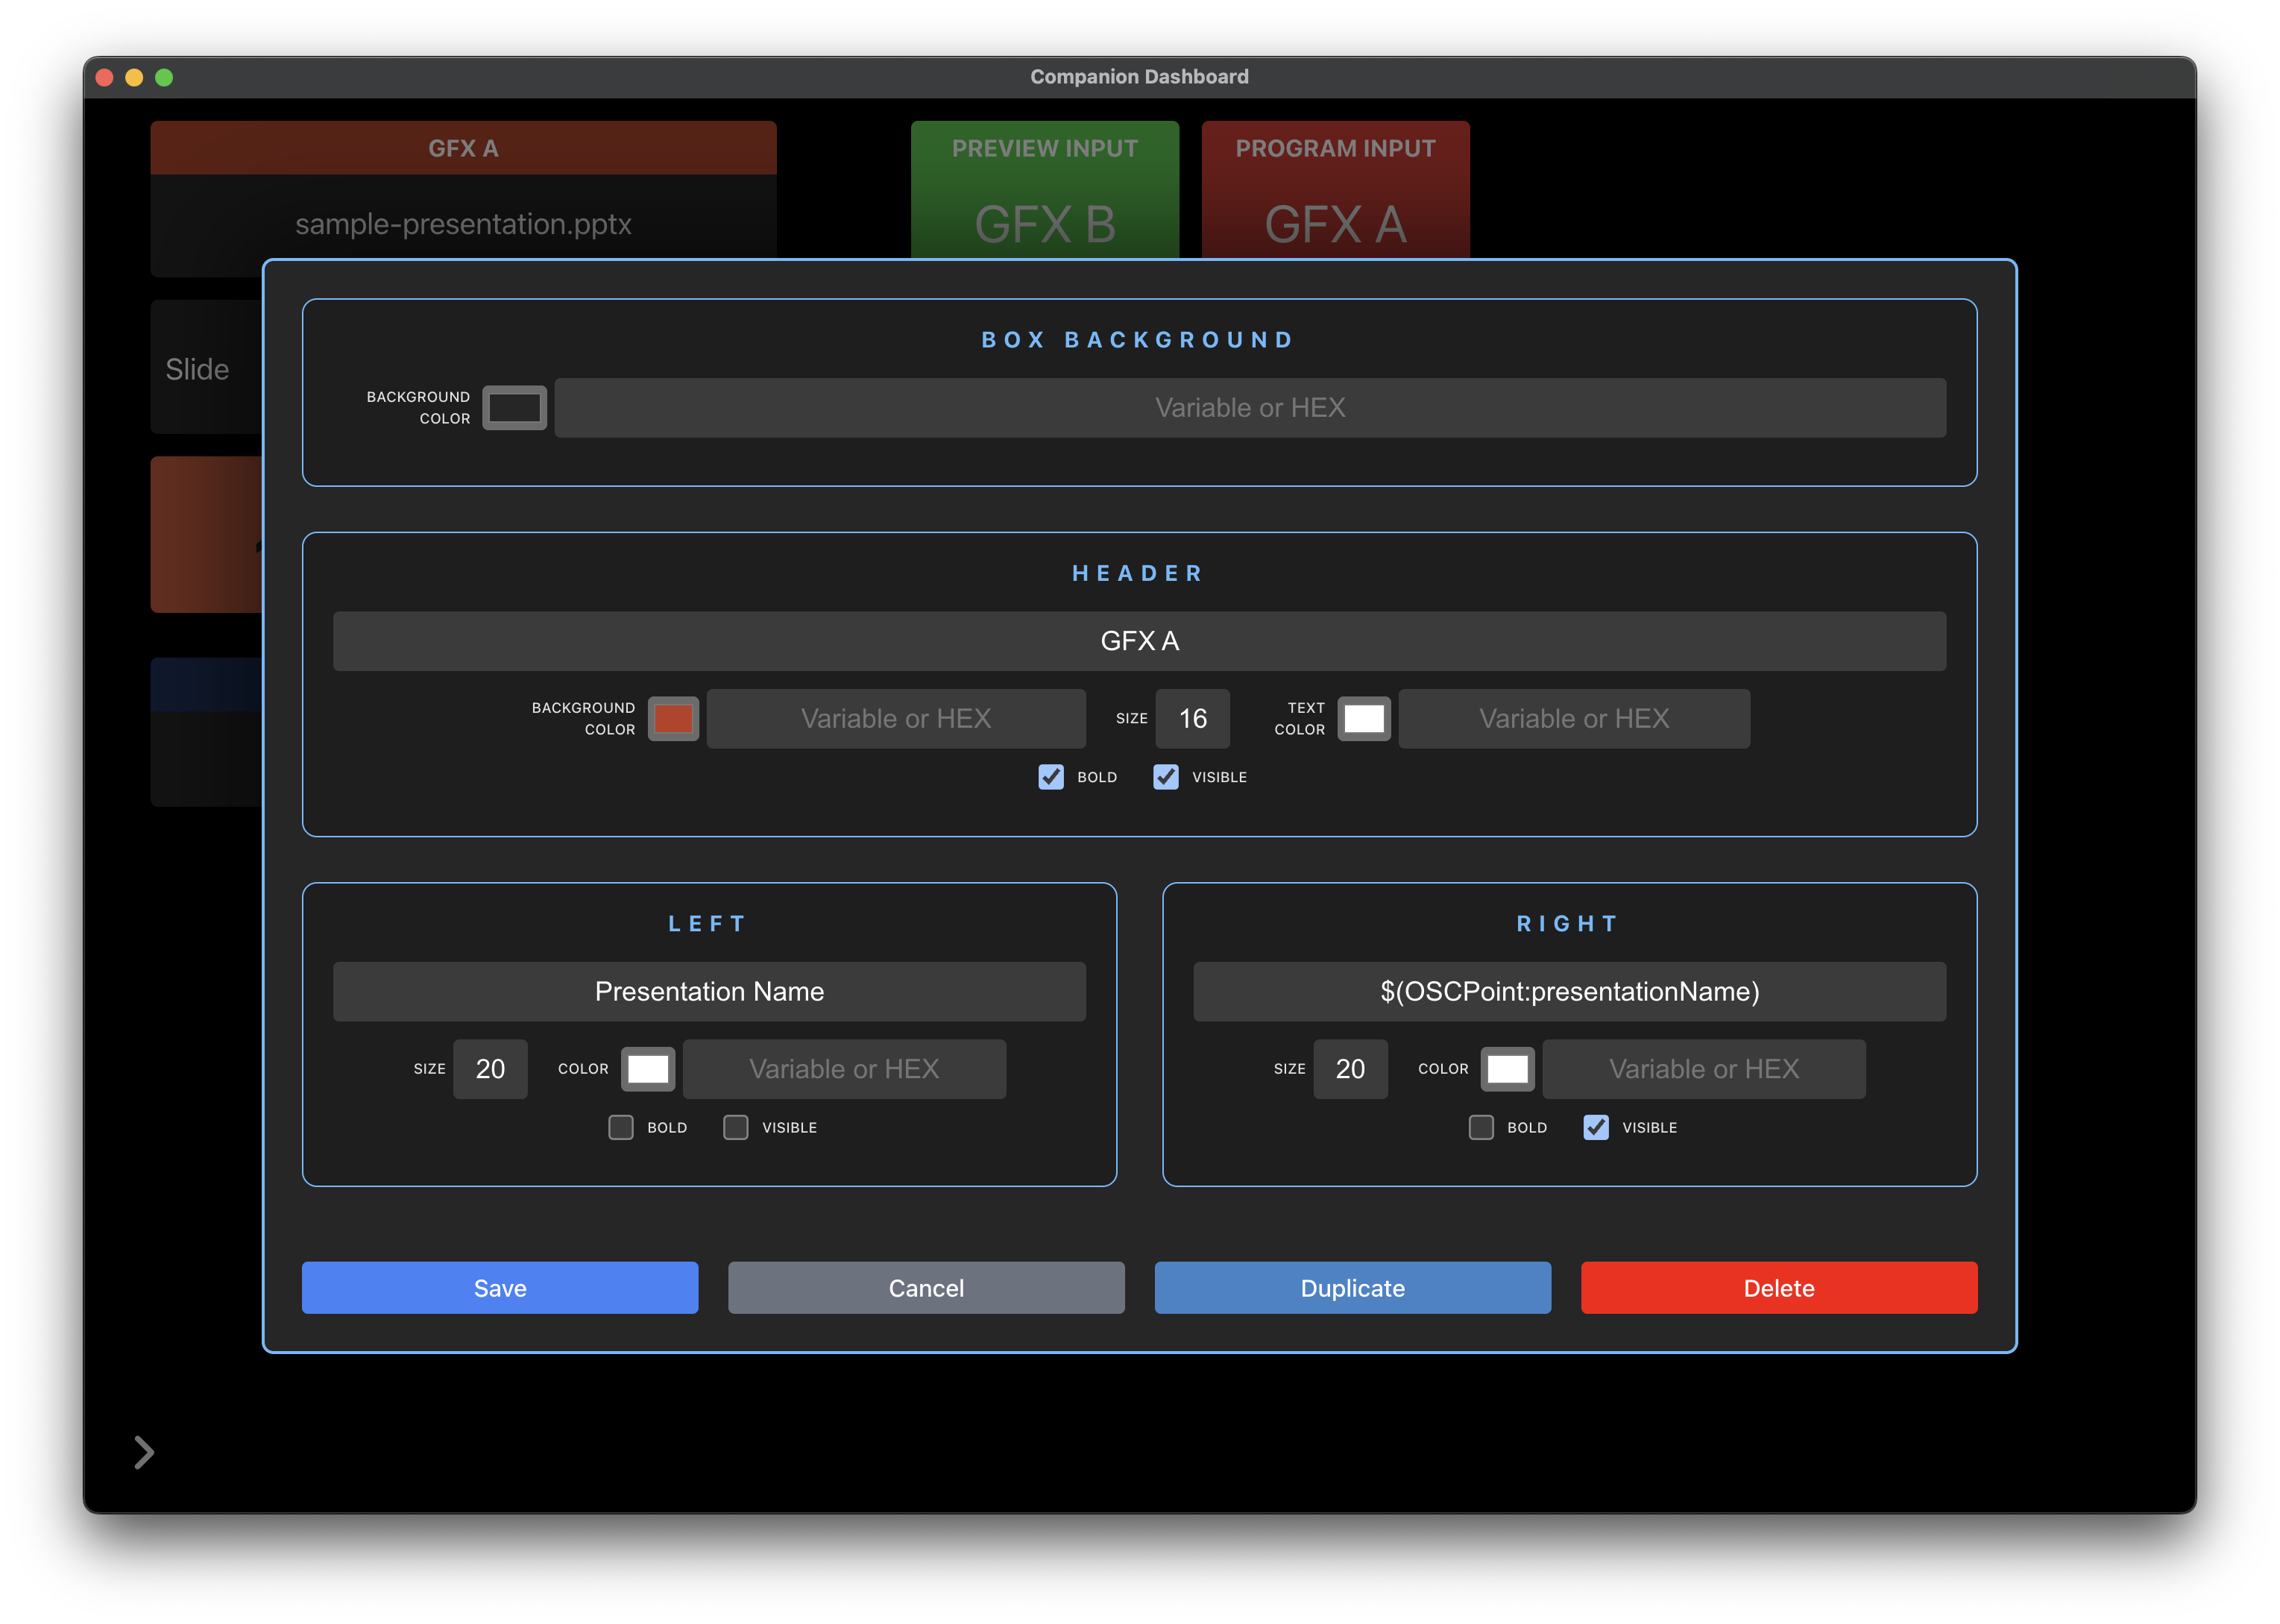 Companion Dashboard
GFX A
PREVIEW INPUT
PROGRAM INPUT
sample-presentation.pptx
GFX B
GFX A
Slide
BOX BACKGROUND
BACKGROUND
COLOR
Variable or HEX
HEADER
GFX A
BACKGROUND
COLOR
Variable or HEX
SIZE
16
TEXT
COLOR
Variable or HEX
BOLD
VISIBLE
LEFT
Presentation Name
SIZE
20
COLOR
Variable or HEX
BOLD
VISIBLE
RIGHT
$(OSCPoint:presentationName)
SIZE
20
COLOR
Variable or HEX
BOLD
VISIBLE
Save
Cancel
Duplicate
Delete